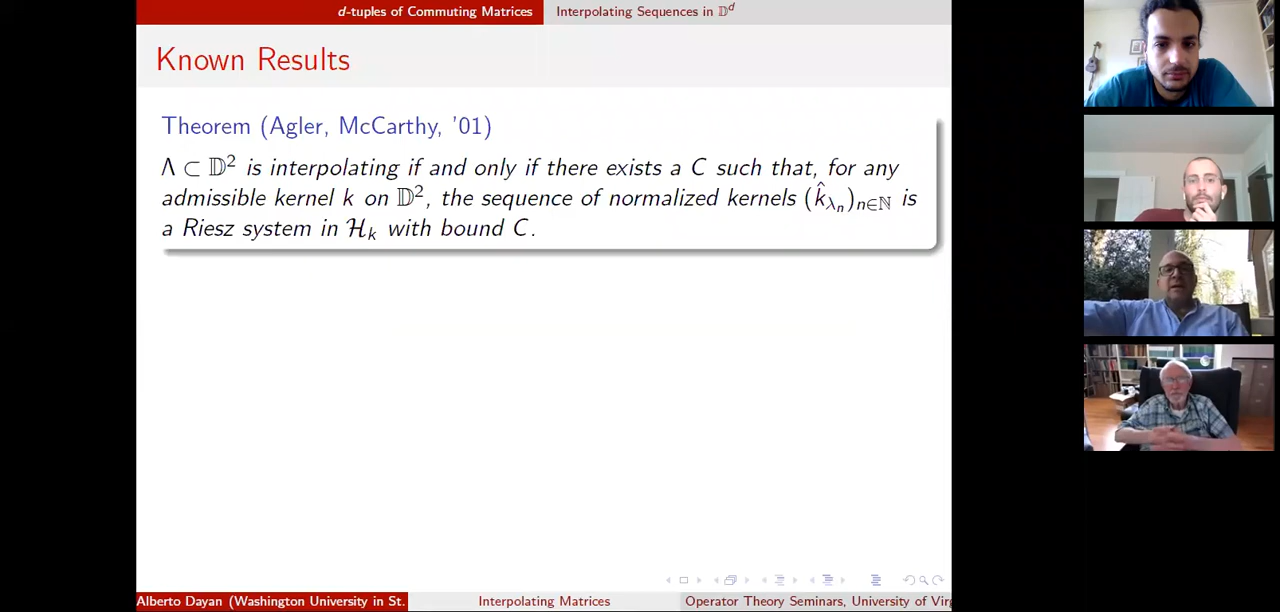 d-tuples of Commuting Matrices
Interpolating Sequences in 𝔻ᵈ
Known Results
Theorem (Agler, McCarthy, '01)
Λ ⊂ 𝔻² is interpolating if and only if there exists a C such that, for any
admissible kernel k on 𝔻², the sequence of normalized kernels (k̂_{λ_n})_{n∈ℕ} is
a Riesz system in ℋ_k with bound C.
Alberto Dayan (Washington University in St.
Interpolating Matrices
Operator Theory Seminars, University of Virg